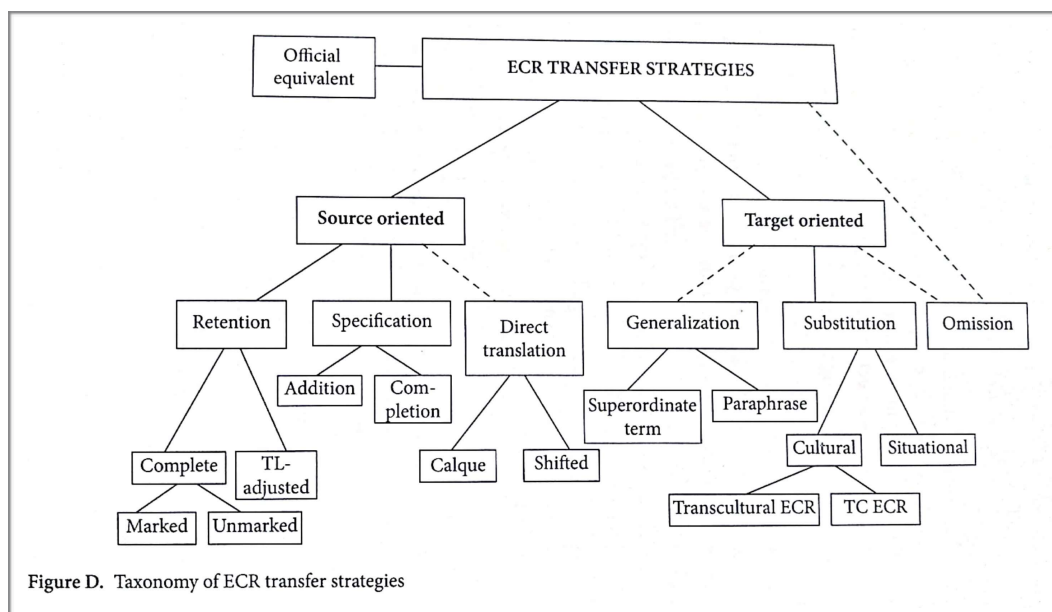 Official
equivalent
ECR TRANSFER STRATEGIES
Source oriented
Target oriented
Retention
Specification
Direct
translation
Generalization
Substitution
Omission
Addition
Com-
pletion
Superordinate
term
Paraphrase
Complete
TL-
adjusted
Calque
Shifted
Cultural
Situational
Marked
Unmarked
Transcultural ECR
TC ECR
Figure D. Taxonomy of ECR transfer strategies